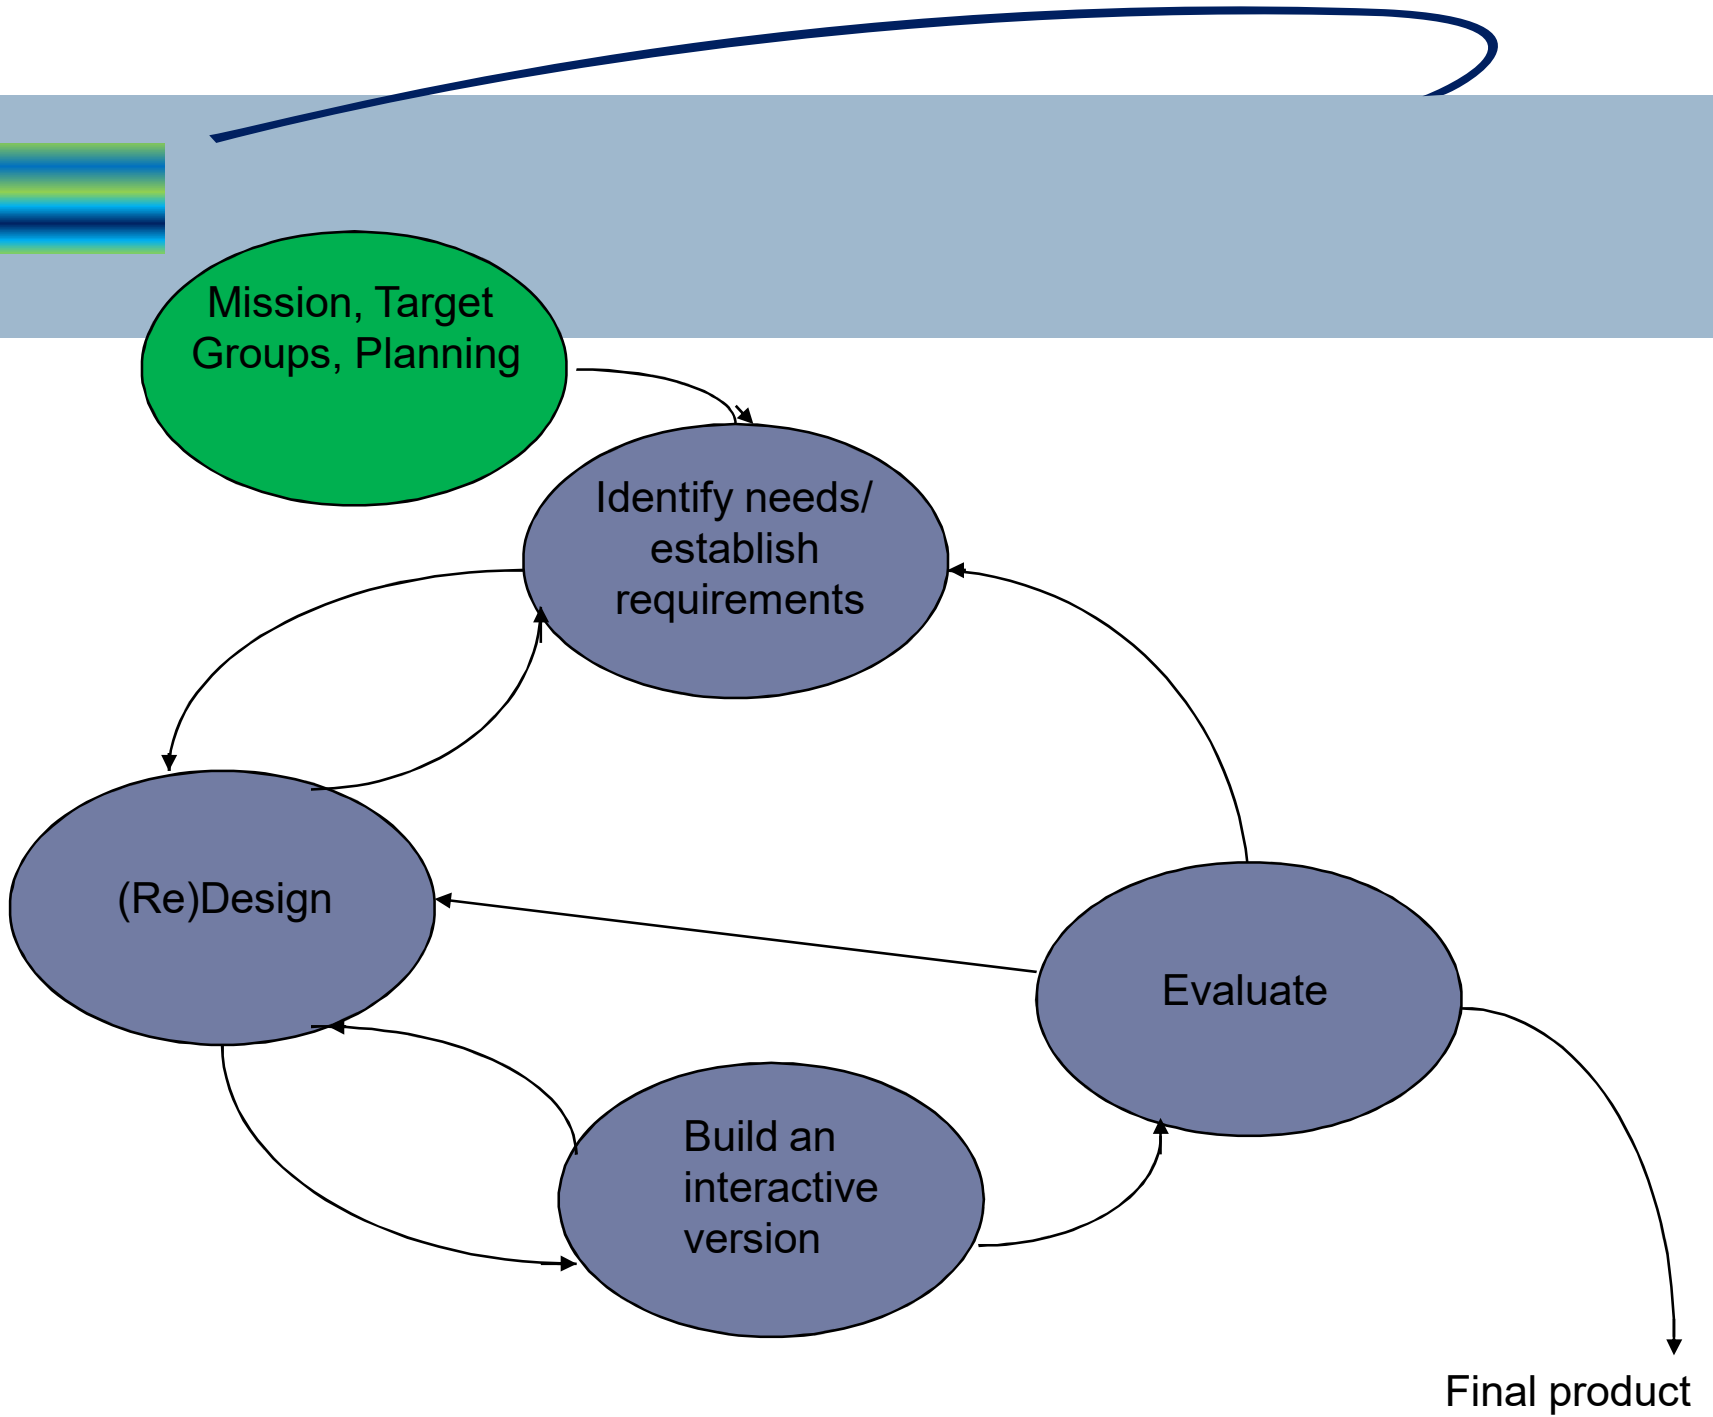 Mission, Target
Groups, Planning
Identify needs/
establish
requirements
(Re)Design
Evaluate
Build an
interactive
version
Final product